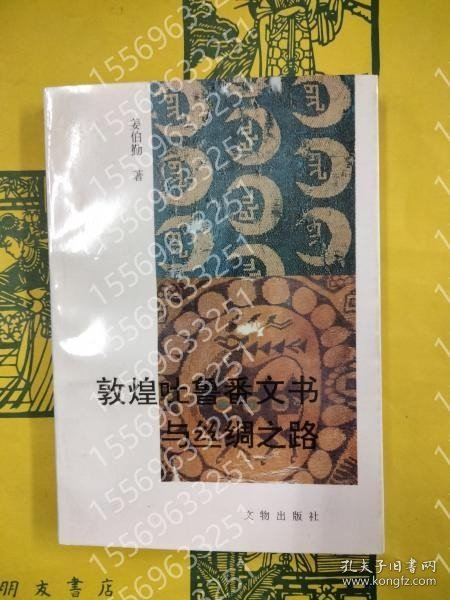 姜伯勤 著
敦煌吐鲁番文书
与丝绸之路
文物出版社
朋友書店
孔夫子旧书网
www.kongfz.com
15569633251